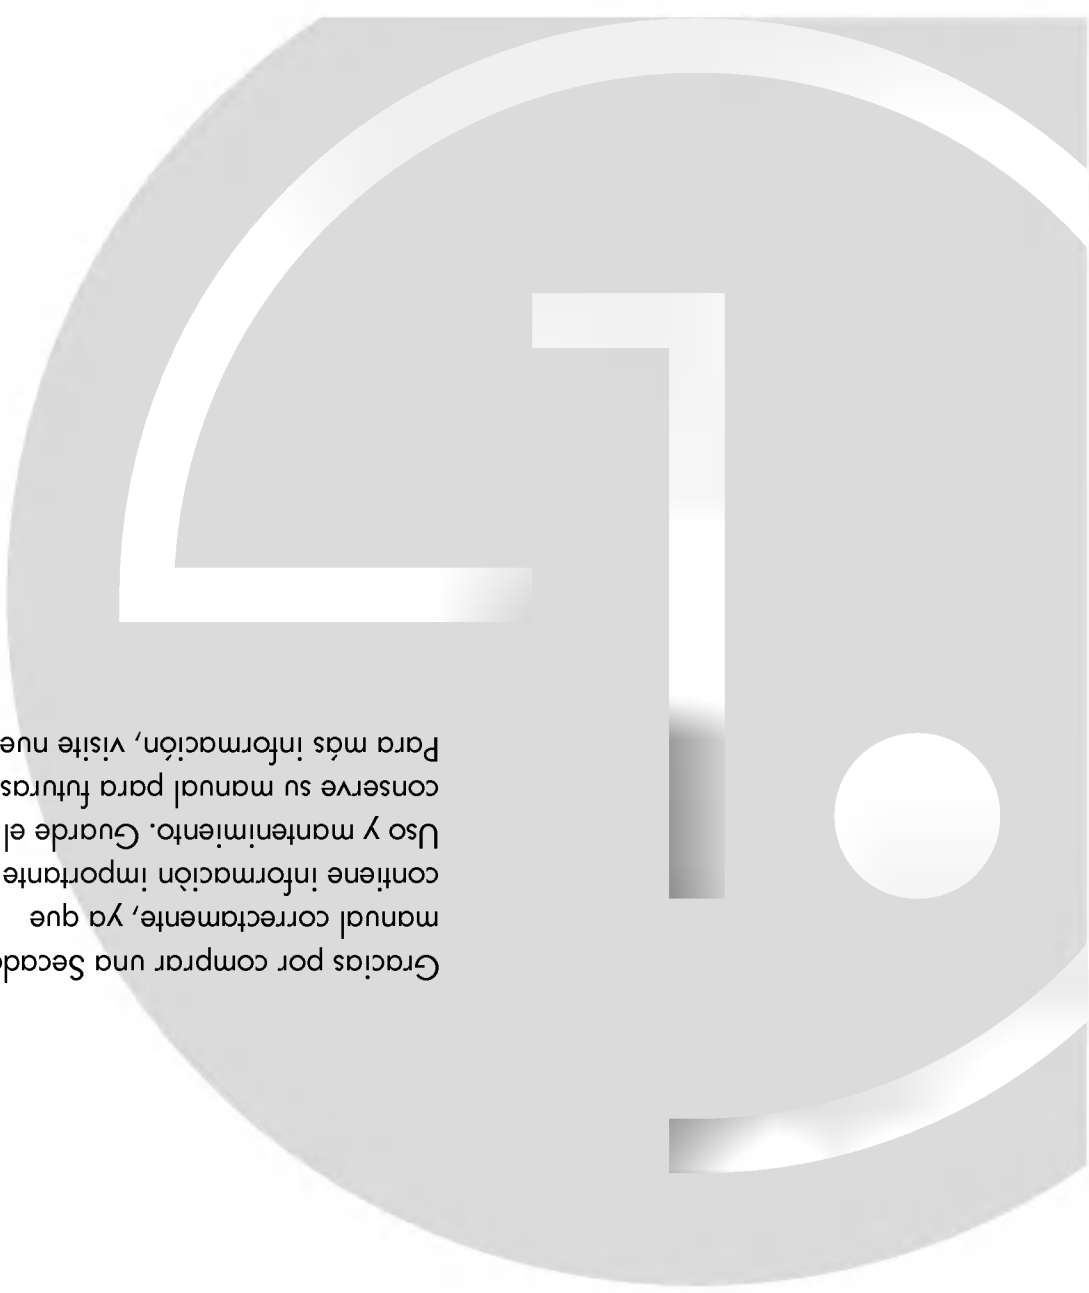 Gracias por comprar una Secad
manual correctamente, ya que
contiene informaciòn importante
Uso y mantenimiento. Guarde el
conserve su manual para futuras
Para más información, visite nue